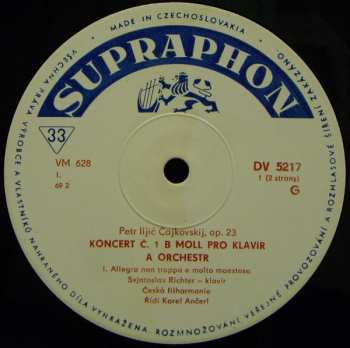 MADE IN CZECHOSLOVAKIA
VŠECHNA PRÁVA VÝROBCE A VLASTNÍKŮ NAHRANÉHO DÍLA VYHRAŽENA. ROZMNOŽOVÁNÍ VEŘEJNÉ PROVOZOVÁNÍ A ROZHLASOVÉ ŠÍŘENÍ ZAKÁZÁNO
SUPRAPHON
33
VM 628
I.
69 2
DV 5217
1 (2 strany)
G
Petr Iljič Čajkovskij, op. 23
KONCERT Č. 1 B MOLL PRO KLAVÍR
A ORCHESTR
I. Allegro non troppo e molto maestoso
Svjatoslav Richter – klavír
Česká filharmonie
Řídí Karel Ančerl